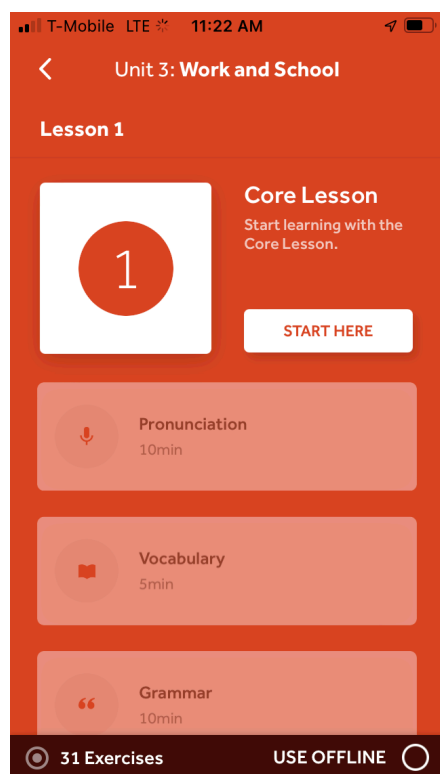 T-Mobile LTE 11:22 AM
Unit 3: Work and School
Lesson 1
1
Core Lesson
Start learning with the
Core Lesson.
START HERE
Pronunciation
10min
Vocabulary
5min
Grammar
10min
31 Exercises USE OFFLINE